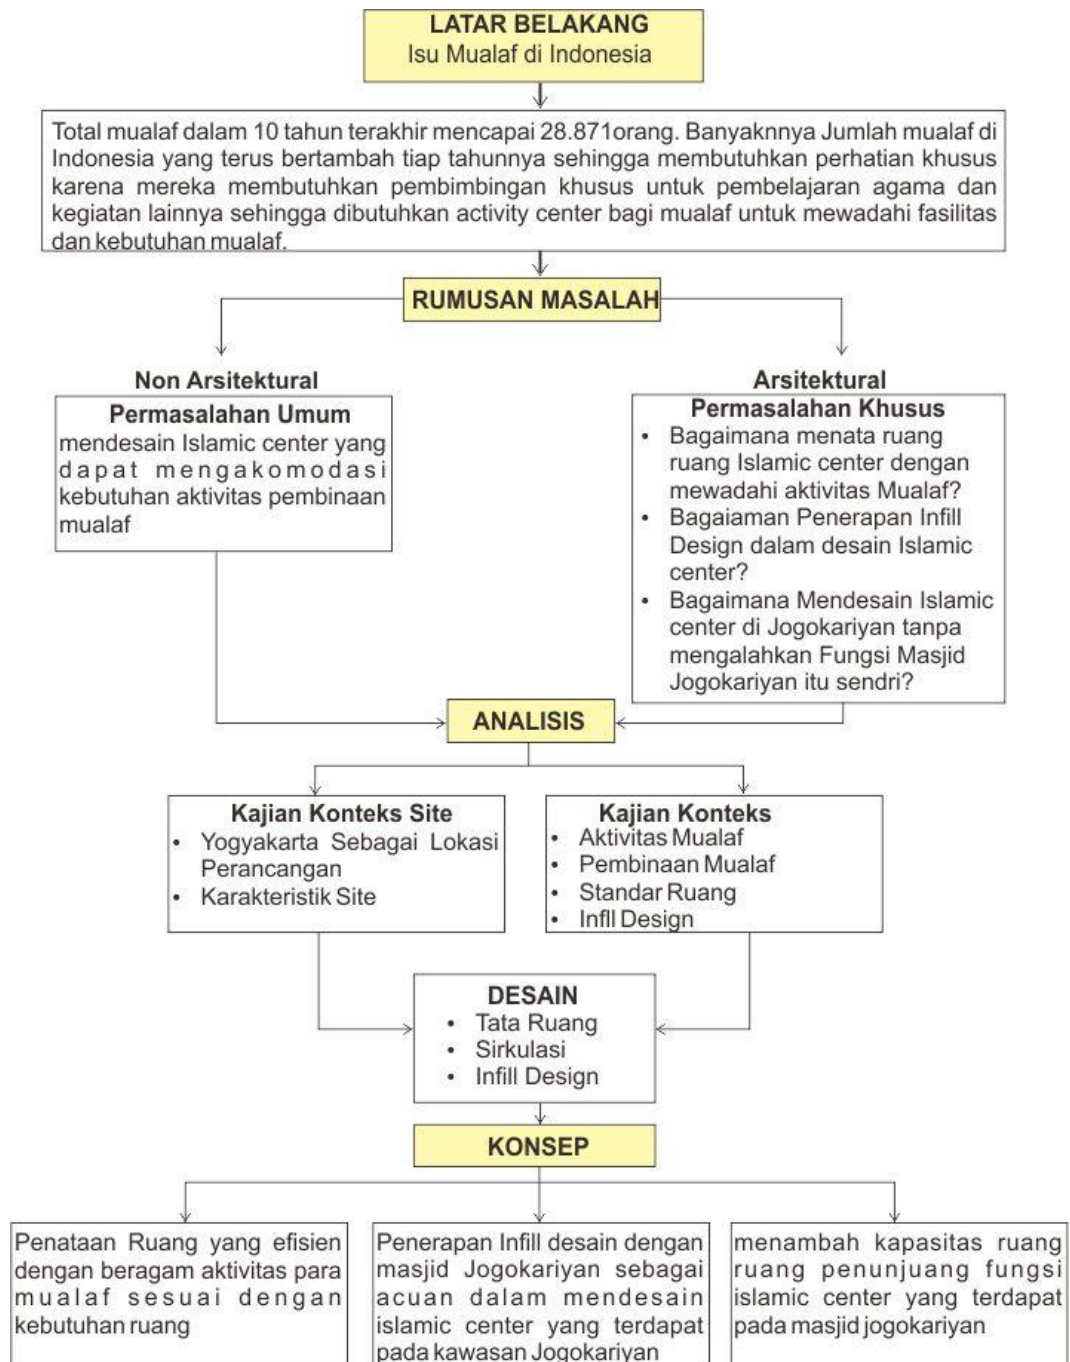 LATAR BELAKANG
Isu Mualaf di Indonesia
Total mualaf dalam 10 tahun terakhir mencapai 28.871orang. Banyaknnya Jumlah mualaf di
Indonesia yang terus bertambah tiap tahunnya sehingga membutuhkan perhatian khusus
karena mereka membutuhkan pembimbingan khusus untuk pembelajaran agama dan
kegiatan lainnya sehingga dibutuhkan activity center bagi mualaf untuk mewadahi fasilitas
dan kebutuhan mualaf.
RUMUSAN MASALAH
Non Arsitektural
Permasalahan Umum
mendesain Islamic center yang
dapat mengakomodasi
kebutuhan aktivitas pembinaan
mualaf
Arsitektural
Permasalahan Khusus
• Bagaimana menata ruang
ruang Islamic center dengan
mewadahi aktivitas Mualaf?
• Bagaiaman Penerapan Infill
Design dalam desain Islamic
center?
• Bagaimana Mendesain Islamic
center di Jogokariyan tanpa
mengalahkan Fungsi Masjid
Jogokariyan itu sendri?
ANALISIS
Kajian Konteks Site
• Yogyakarta Sebagai Lokasi
Perancangan
• Karakteristik Site
Kajian Konteks
• Aktivitas Mualaf
• Pembinaan Mualaf
• Standar Ruang
• Infll Design
DESAIN
• Tata Ruang
• Sirkulasi
• Infill Design
KONSEP
Penataan Ruang yang efisien
dengan beragam aktivitas para
mualaf sesuai dengan
kebutuhan ruang
Penerapan Infill desain dengan
masjid Jogokariyan sebagai
acuan dalam mendesain
islamic center yang terdapat
pada kawasan Jogokariyan
menambah kapasitas ruang
ruang penunjuang fungsi
islamic center yang terdapat
pada masjid jogokariyan